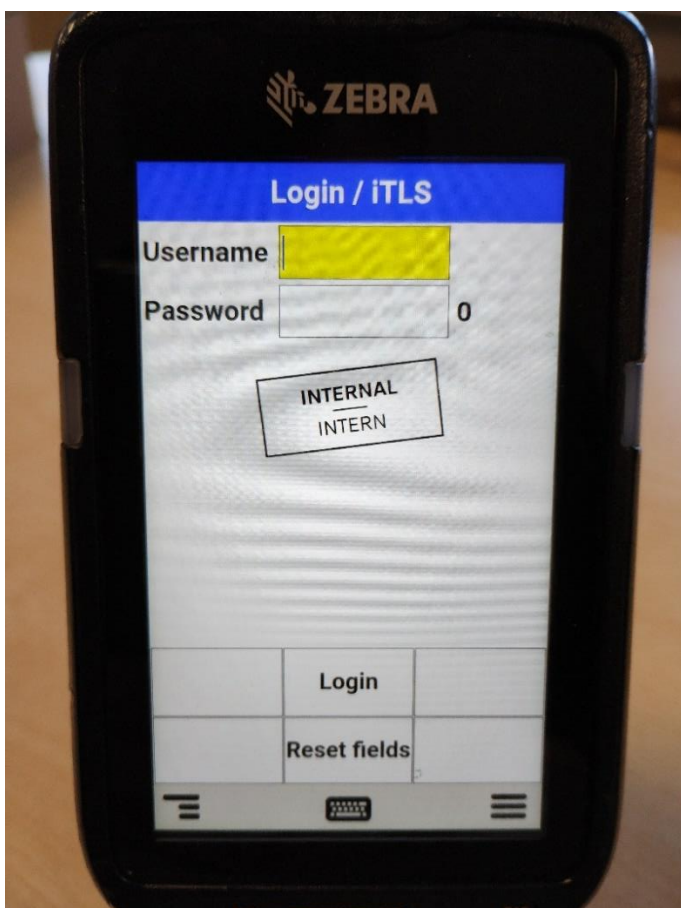 ZEBRA
Login / iTLS
Username
Password 0
INTERNAL
INTERN
Login
Reset fields